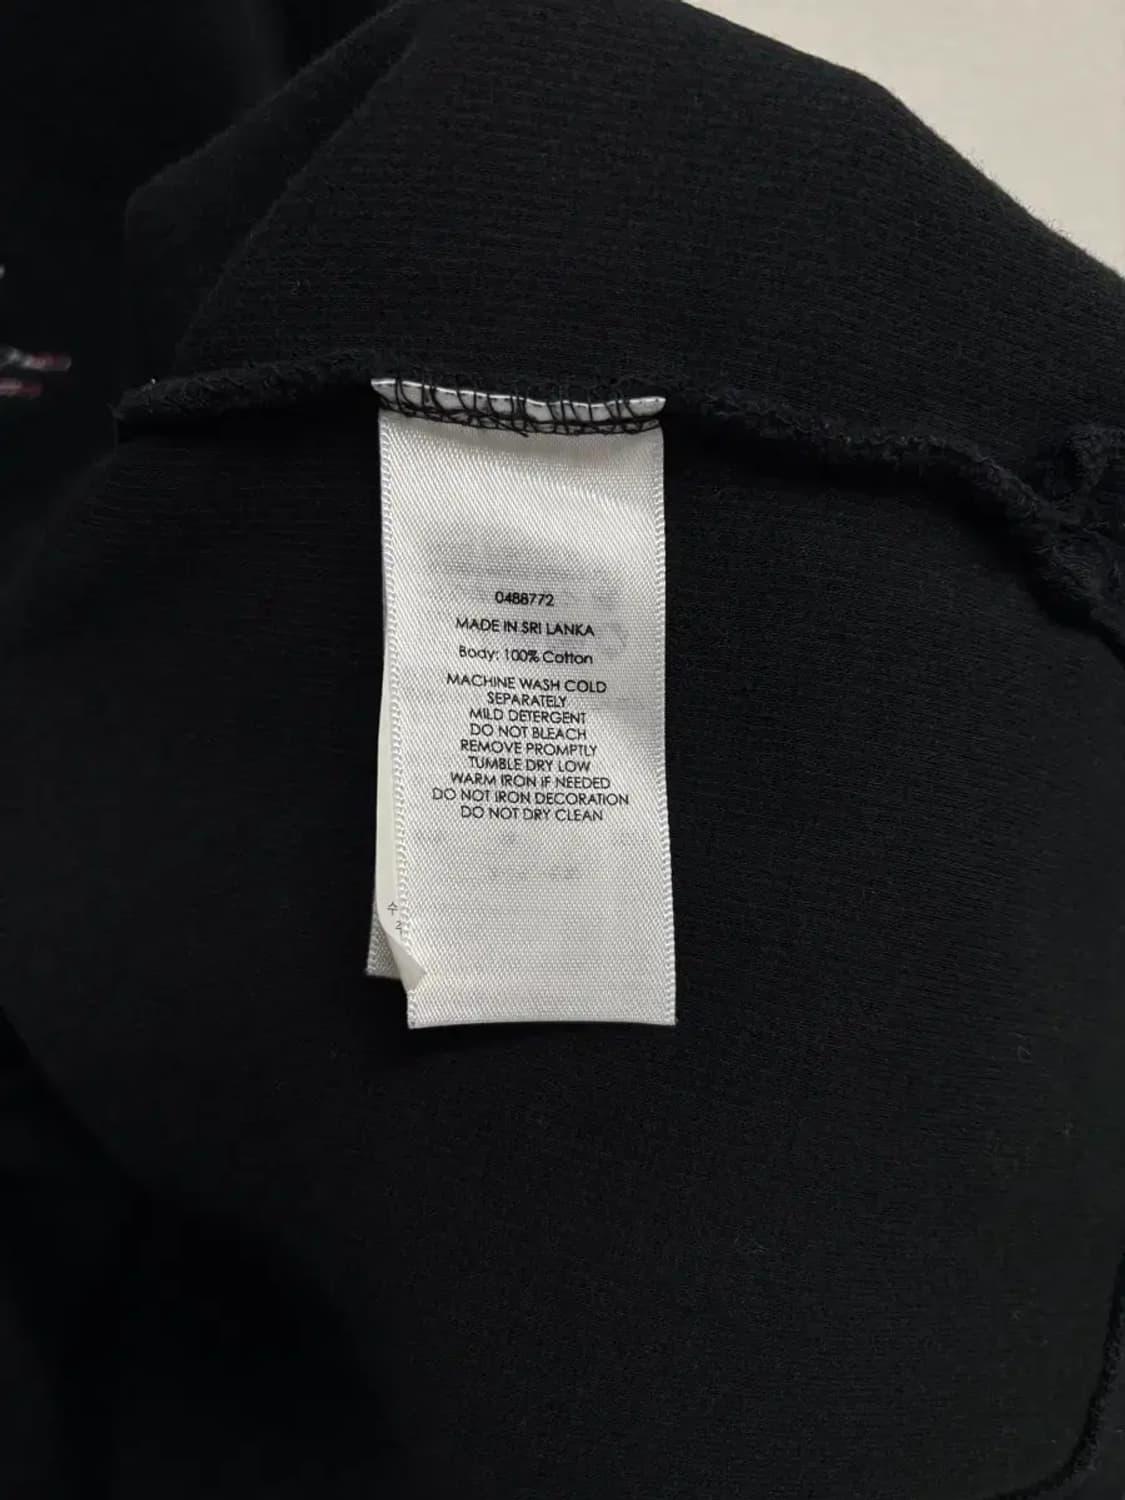 0488772
MADE IN SRI LANKA
Body: 100% Cotton
MACHINE WASH COLD
SEPARATELY
MILD DETERGENT
DO NOT BLEACH
REMOVE PROMPTLY
TUMBLE DRY LOW
WARM IRON IF NEEDED
DO NOT IRON DECORATION
DO NOT DRY CLEAN
수